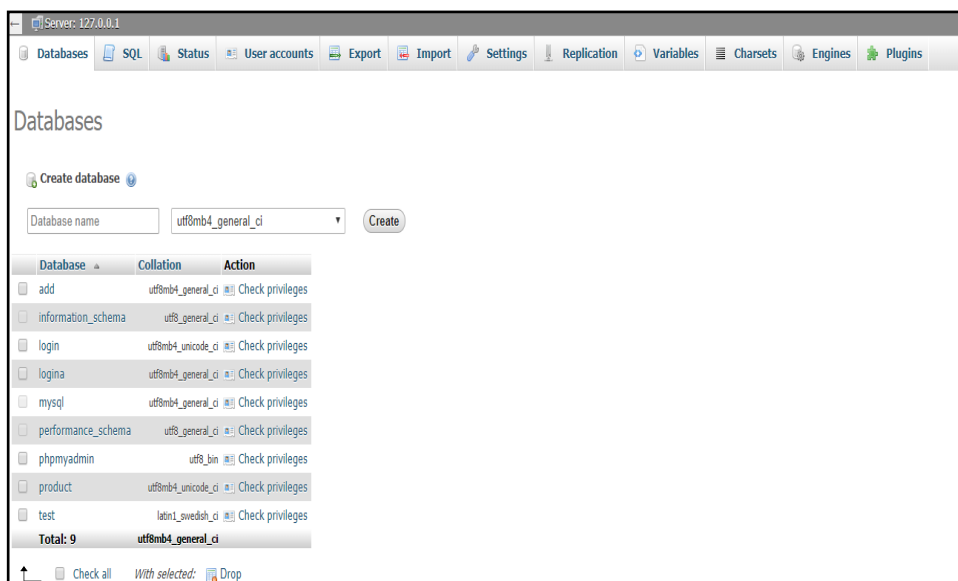 Server: 127.0.0.1
Databases SQL Status User accounts Export Import Settings Replication Variables Charsets Engines Plugins
Databases
Create database
Database name utf8mb4_general_ci Create
Database Collation Action
add utf8mb4_general_ci Check privileges
information_schema utf8_general_ci Check privileges
login utf8mb4_unicode_ci Check privileges
logina utf8mb4_general_ci Check privileges
mysql utf8mb4_general_ci Check privileges
performance_schema utf8_general_ci Check privileges
phpmyadmin utf8_bin Check privileges
product utf8mb4_unicode_ci Check privileges
test latin1_swedish_ci Check privileges
Total: 9 utf8mb4_general_ci
Check all With selected: Drop